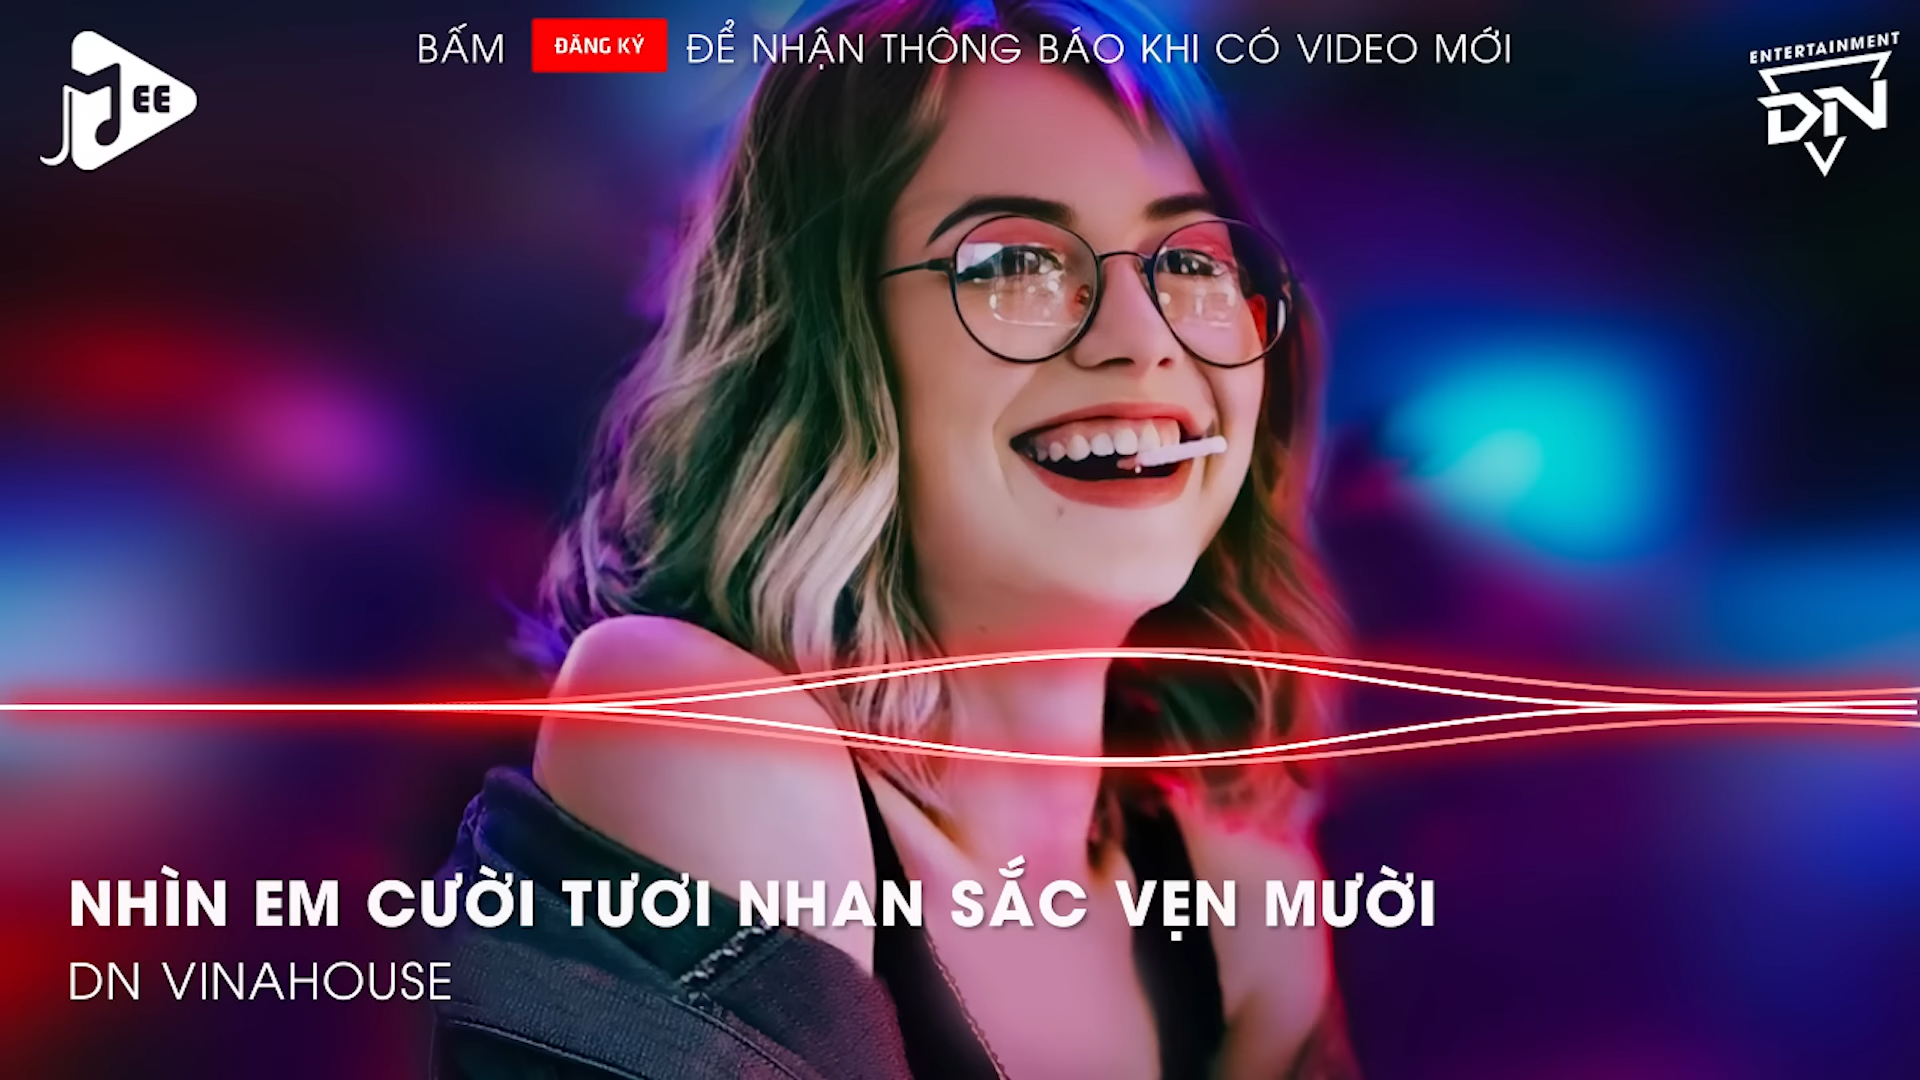 BẤM ĐĂNG KÝ ĐỂ NHẬN THÔNG BÁO KHI CÓ VIDEO MỚI
EE
ENTERTAINMENT
DN
NHÌN EM CƯỜI TƯƠI NHAN SẮC VẸN MƯỜI
DN VINAHOUSE